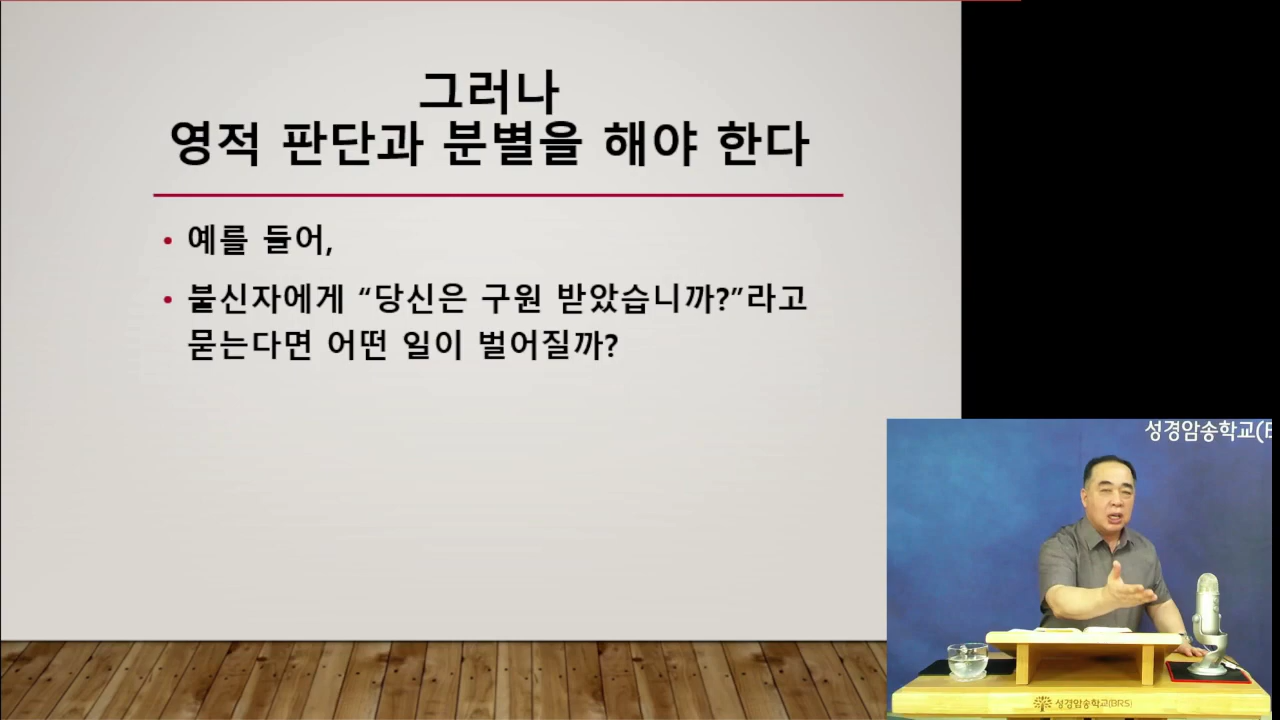 그러나
영적 판단과 분별을 해야 한다
• 예를 들어,
• 불신자에게 “당신은 구원 받았습니까?”라고
묻는다면 어떤 일이 벌어질까?
성경암송학교(B
성경암송학교(BRS)